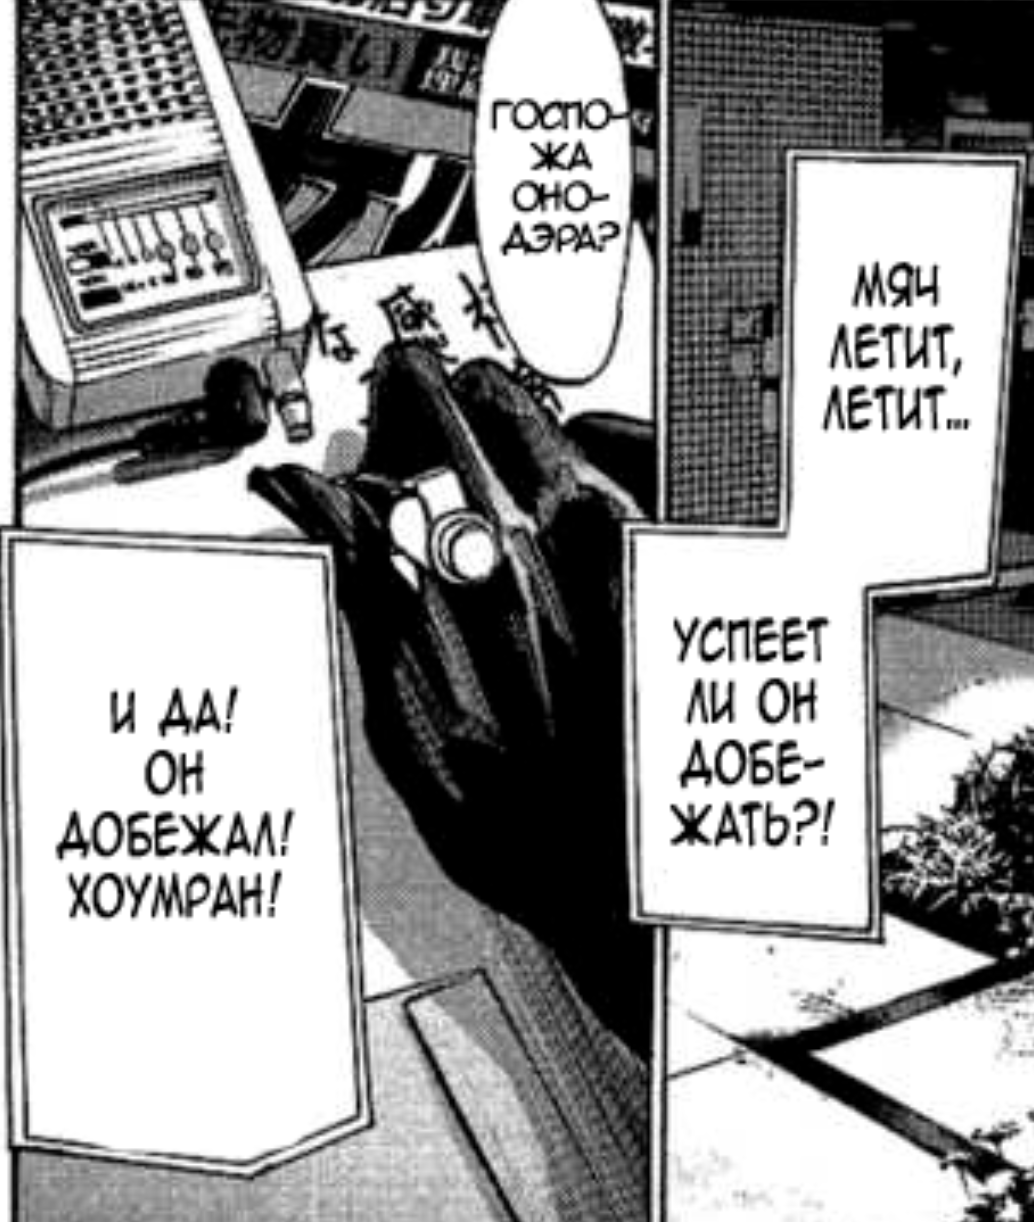 МЯЧ
ЛЕТИТ,
ЛЕТИТ...
УСПЕЕТ
ЛИ ОН
ДОБЕ-
ЖАТЬ?!
ГОСПО-
ЖА
ОНО-
ДЭРА?
И ДА!
ОН
ДОБЕЖАЛ!
ХОУМРАН!